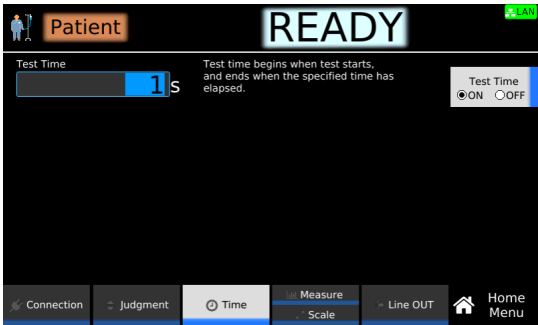 Patient
READY
LAN
Test Time
1 s
Test time begins when test starts,
and ends when the specified time has
elapsed.
Test Time
ON OFF
Connection
Judgment
Time
Measure
Scale
Line OUT
Home
Menu